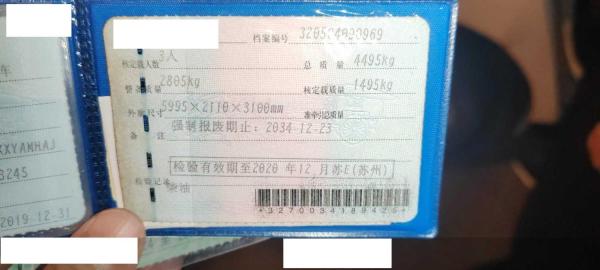 车
XXYANHAJ
3245
2019-12-31
档案编号 320504090969
核定载人数 3人 总质量 4495kg
整备质量 2805kg 核定载质量 1495kg
外廓尺寸 5995×2110×3100mm 准牵引总质量
备注 强制报废期止：2034-12-23
检验有效期至2020年12月苏E(苏州)
检验记录 柴油
*3270034189425*